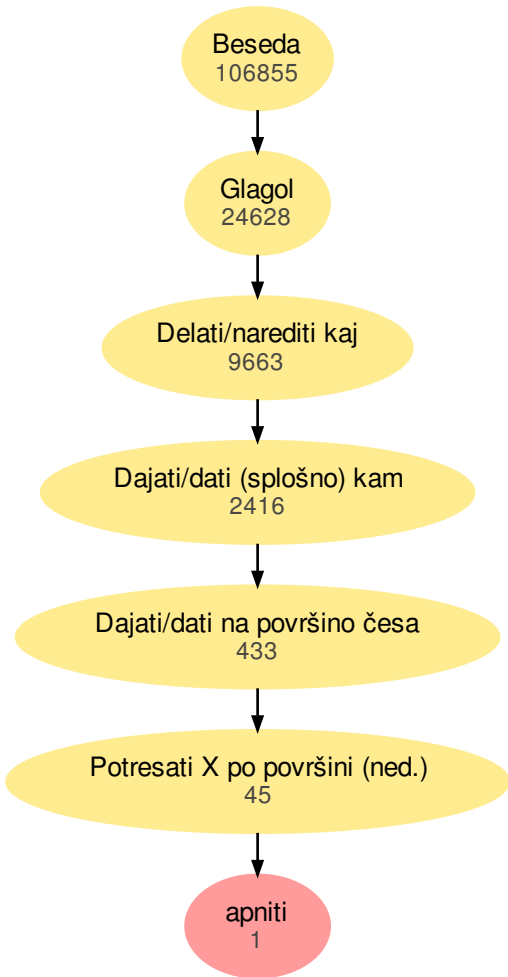 Beseda
106855
Glagol
24628
Delati/narediti kaj
9663
Dajati/dati (splošno) kam
2416
Dajati/dati na površino česa
433
Potresati X po površini (ned.)
45
apniti
1